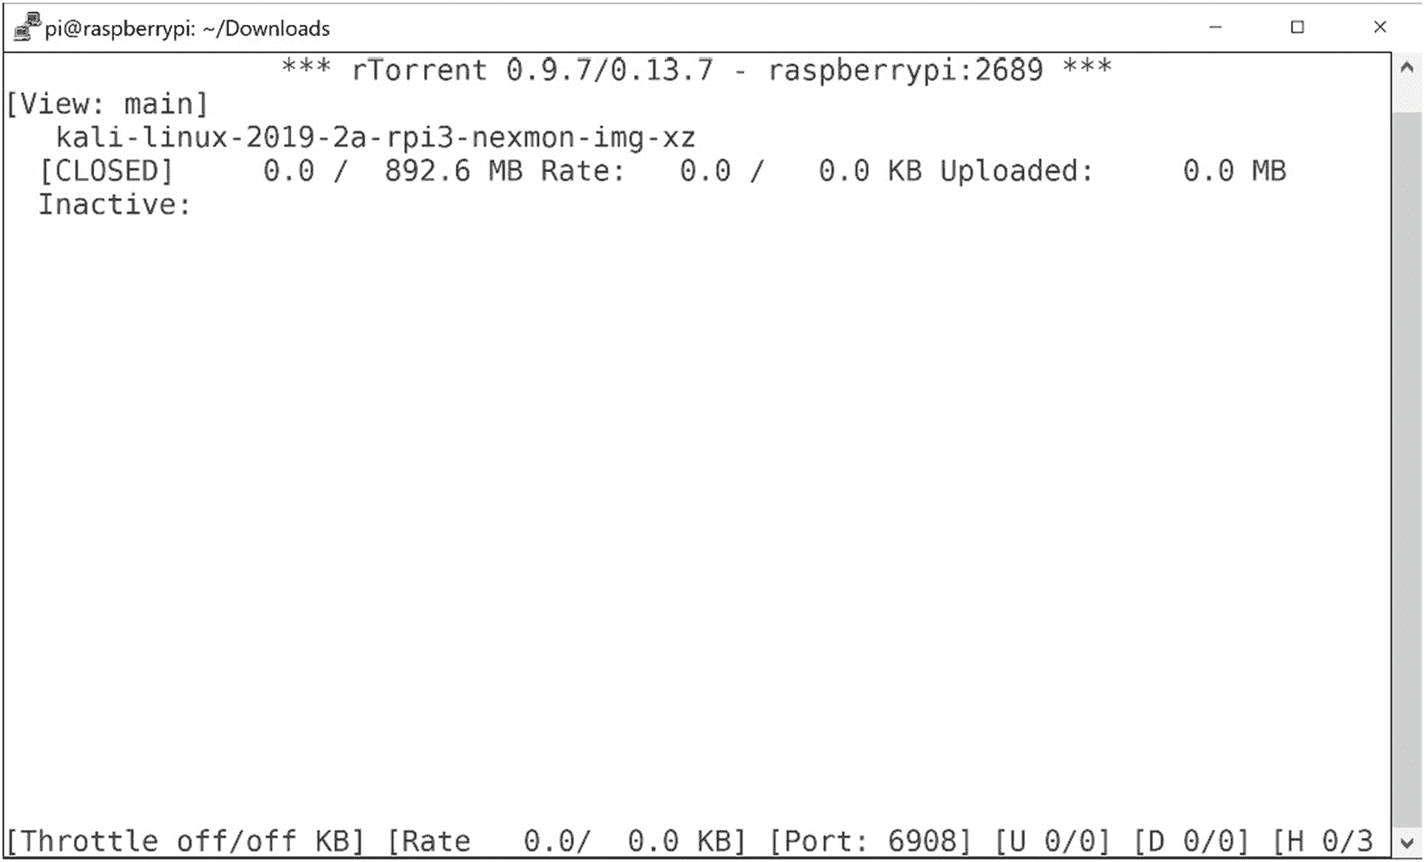 pi@raspberrypi: ~/Downloads
*** rTorrent 0.9.7/0.13.7 - raspberrypi:2689 ***
[View: main]
kali-linux-2019-2a-rpi3-nexmon-img-xz
[CLOSED] 0.0 / 892.6 MB Rate: 0.0 / 0.0 KB Uploaded: 0.0 MB
Inactive:
[Throttle off/off KB] [Rate 0.0/ 0.0 KB] [Port: 6908] [U 0/0] [D 0/0] [H 0/3